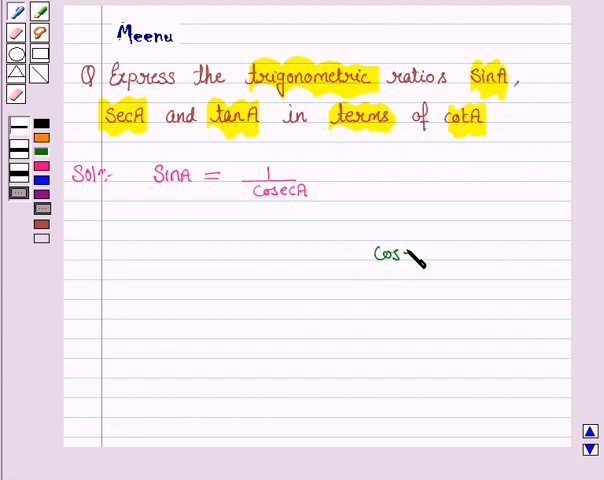 Meenu
Q Express the trigonometric ratios SinA,
SecA and tanA in terms of cotA
Soln:- SinA = 1/cosecA
cos